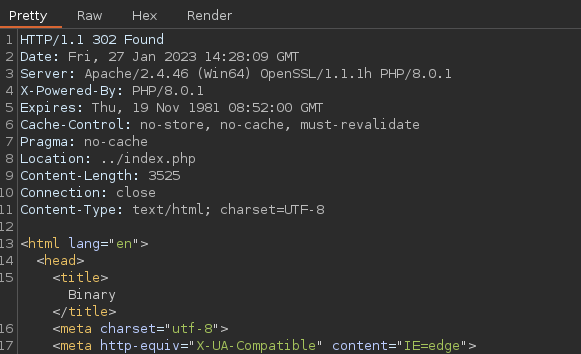 Pretty Raw Hex Render
1 HTTP/1.1 302 Found
2 Date: Fri, 27 Jan 2023 14:28:09 GMT
3 Server: Apache/2.4.46 (Win64) OpenSSL/1.1.1h PHP/8.0.1
4 X-Powered-By: PHP/8.0.1
5 Expires: Thu, 19 Nov 1981 08:52:00 GMT
6 Cache-Control: no-store, no-cache, must-revalidate
7 Pragma: no-cache
8 Location: ../index.php
9 Content-Length: 3525
10 Connection: close
11 Content-Type: text/html; charset=UTF-8
12
13 <html lang="en">
14 <head>
15 <title>
Binary
</title>
16 <meta charset="utf-8">
17 <meta http-equiv="X-UA-Compatible" content="IE=edge">